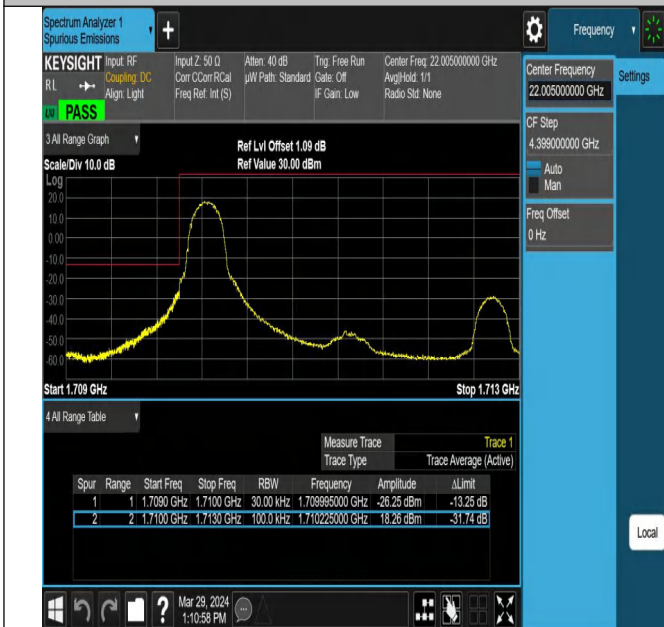 Spectrum Analyzer 1
Spurious Emissions
Frequency
KEYSIGHT
Input: RF
Input Z: 50 Ω
Atten: 40 dB
Trig: Free Run
Center Freq: 22.005000000 GHz
RL
Coupling: DC
Corr CCorr RCal
µW Path: Standard
Gate: Off
Avg|Hold: 1/1
Align: Light
Freq Ref: Int (S)
IF Gain: Low
Radio Std: None
PASS
Center Frequency
22.005000000 GHz
Settings
CF Step
4.399000000 GHz
Auto
Man
Freq Offset
0 Hz
3 All Range Graph
Ref Lvl Offset 1.09 dB
Scale/Div 10.0 dB
Ref Value 30.00 dBm
Log
20.0
10.0
0.00
-10.0
-20.0
-30.0
-40.0
-50.0
-60.0
Start 1.709 GHz
Stop 1.713 GHz
4 All Range Table
Measure Trace Trace 1
Trace Type Trace Average (Active)
Spur Range Start Freq Stop Freq RBW Frequency Amplitude ΔLimit
1 1 1.7090 GHz 1.7100 GHz 30.00 kHz 1.709995000 GHz -26.25 dBm -13.25 dB
2 2 1.7100 GHz 1.7130 GHz 100.0 kHz 1.710225000 GHz 18.26 dBm -31.74 dB
Local
Mar 29, 2024
1:10:58 PM